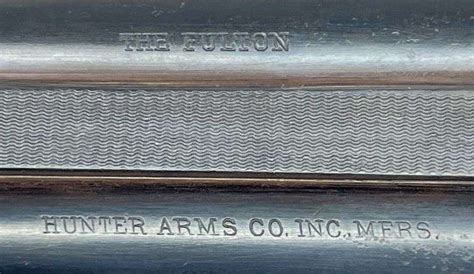 THE FULTON
HUNTER ARMS CO. INC. MFRS.